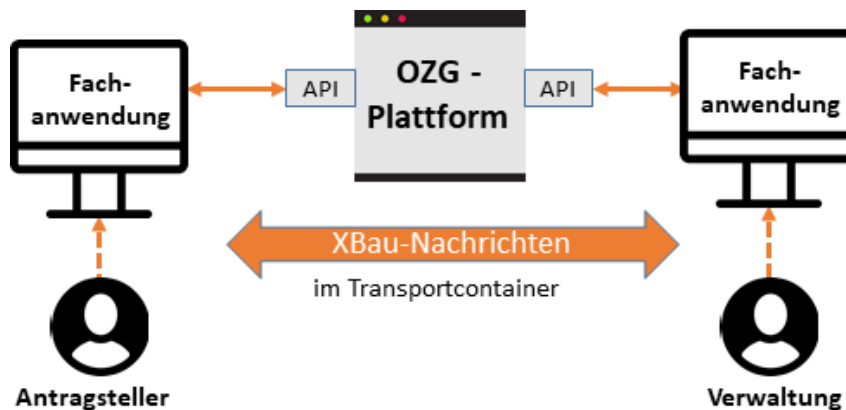 Fach-
anwendung
API
OZG -
Plattform
API
Fach-
anwendung
XBau-Nachrichten
im Transportcontainer
Antragsteller
Verwaltung